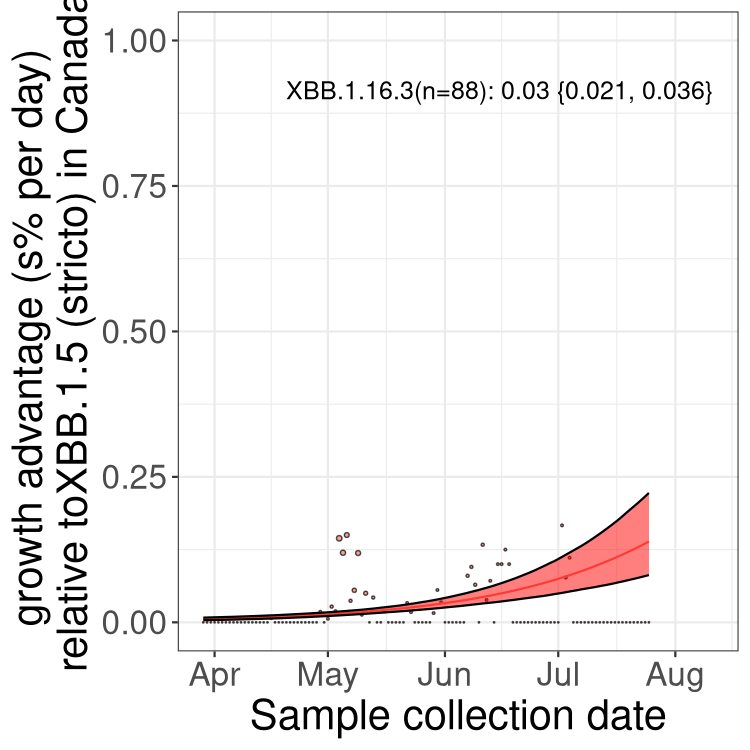 growth advantage (s% per day)
relative toXBB.1.5 (stricto) in Canada
1.00
0.75
0.50
0.25
0.00
XBB.1.16.3(n=88): 0.03 {0.021, 0.036}
Apr May Jun Jul Aug
Sample collection date